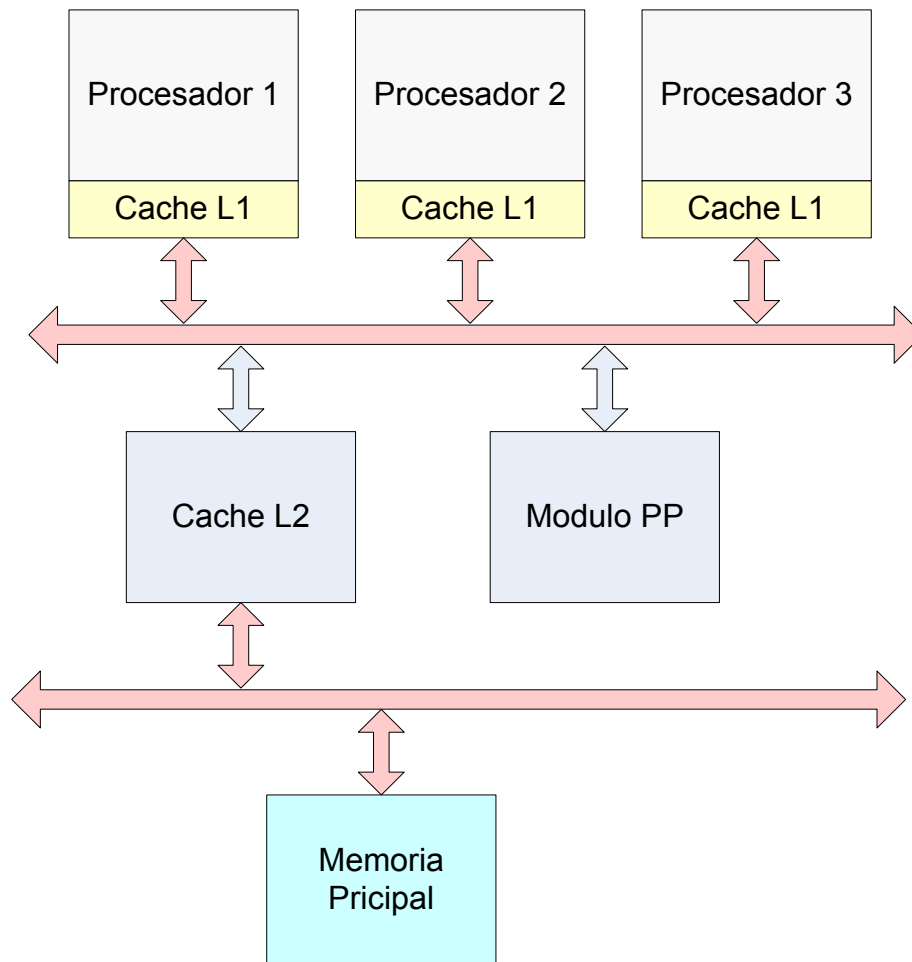 Procesador 1
Procesador 2
Procesador 3
Cache L1
Cache L1
Cache L1
Cache L2
Modulo PP
Memoria
Pricipal